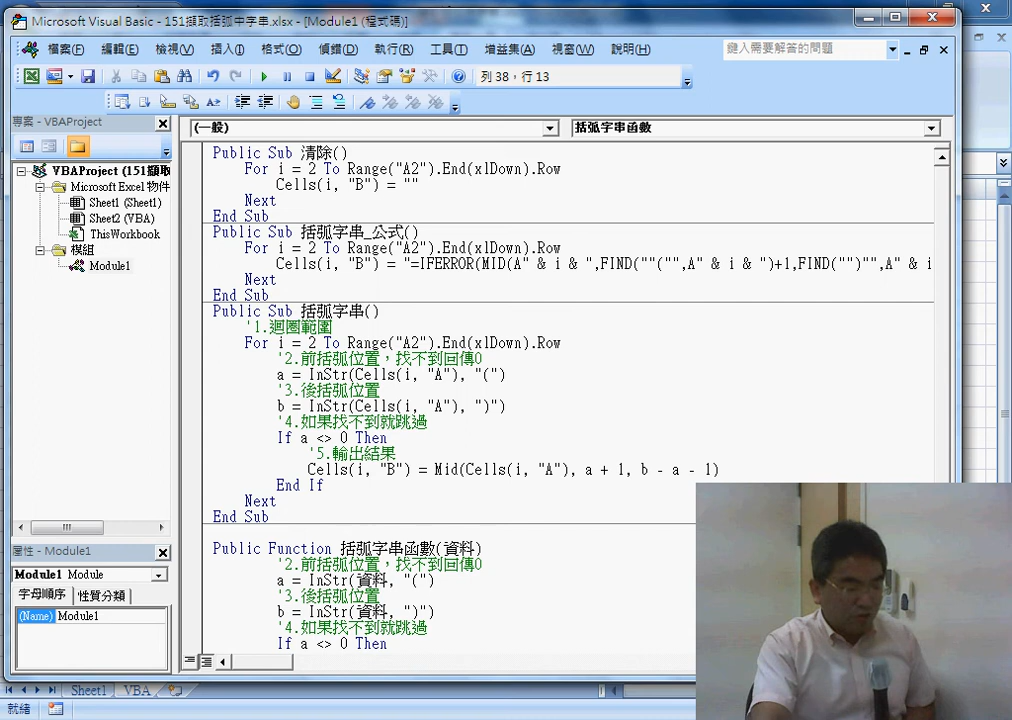 Microsoft Visual Basic - 151擷取括弧中字串.xlsx - [Module1 (程式碼)]
檔案(F) 編輯(E) 檢視(V) 插入(I) 格式(O) 偵錯(D) 執行(R) 工具(T) 增益集(A) 視窗(W) 說明(H) 鍵入需要解答的問題
列 38，行 13
專案 - VBAProject
(一般) 括弧字串函數
VBAProject (151擷取
Microsoft Excel 物件
Sheet1 (Sheet1)
Sheet2 (VBA)
ThisWorkbook
模組
Module1
屬性 - Module1
Module1 Module
字母順序 性質分類
(Name) Module1
Public Sub 清除()
For i = 2 To Range("A2").End(xlDown).Row
Cells(i, "B") = ""
Next
End Sub
Public Sub 括弧字串_公式()
For i = 2 To Range("A2").End(xlDown).Row
Cells(i, "B") = "=IFERROR(MID(A" & i & ",FIND(""("",A" & i & ")+1,FIND("")"",A" & i
Next
End Sub
Public Sub 括弧字串()
'1.迴圈範圍
For i = 2 To Range("A2").End(xlDown).Row
'2.前括弧位置，找不到回傳0
a = InStr(Cells(i, "A"), "(")
'3.後括弧位置
b = InStr(Cells(i, "A"), ")")
'4.如果找不到就跳過
If a <> 0 Then
'5.輸出結果
Cells(i, "B") = Mid(Cells(i, "A"), a + 1, b - a - 1)
End If
Next
End Sub
Public Function 括弧字串函數(資料)
'2.前括弧位置，找不到回傳0
a = InStr(資料, "(")
'3.後括弧位置
b = InStr(資料, ")")
'4.如果找不到就跳過
If a <> 0 Then
Sheet1 VBA
就緒